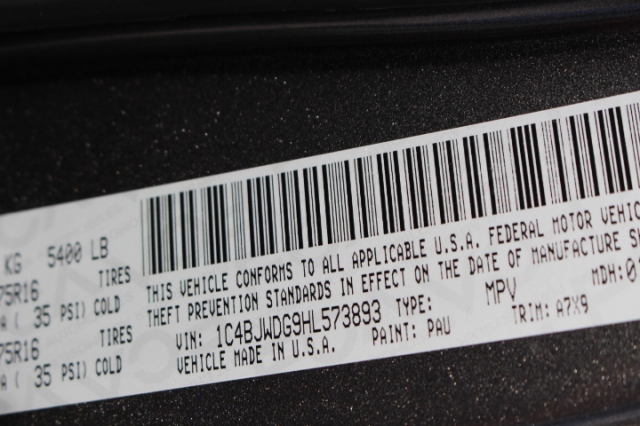 KG 5400 LB
75R16 TIRES
( 35 PSI) COLD
75R16 TIRES
( 35 PSI) COLD
THIS VEHICLE CONFORMS TO ALL APPLICABLE U.S.A. FEDERAL MOTOR VEHIC
THEFT PREVENTION STANDARDS IN EFFECT ON THE DATE OF MANUFACTURE SH
VIN: 1C4BJWDG9HL573893 TYPE: MPV MDH: 0
VEHICLE MADE IN U.S.A. PAINT: PAU TRIM: A7X9